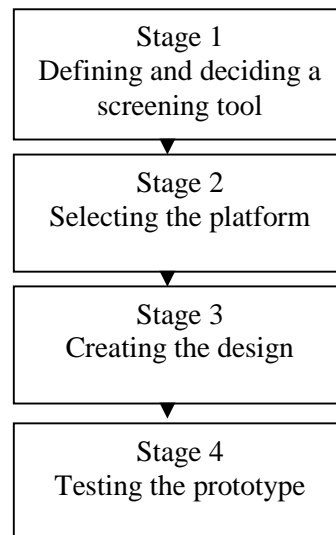 Stage 1
Defining and deciding a
screening tool
Stage 2
Selecting the platform
Stage 3
Creating the design
Stage 4
Testing the prototype